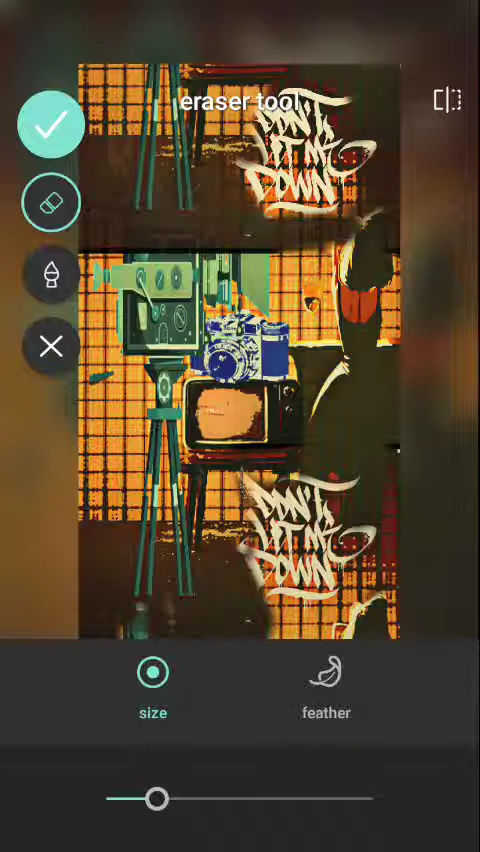 eraser tool
DON'T
LET ME
DOWN
DON'T
LET ME
DOWN
size
feather